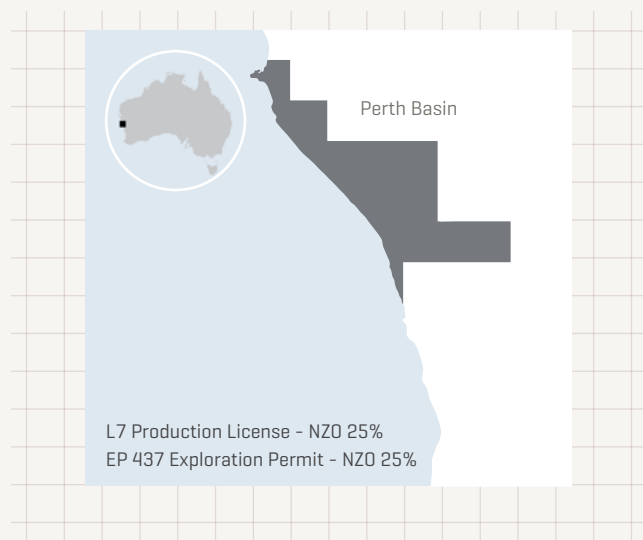 Perth Basin
L7 Production License - NZO 25%
EP 437 Exploration Permit - NZO 25%